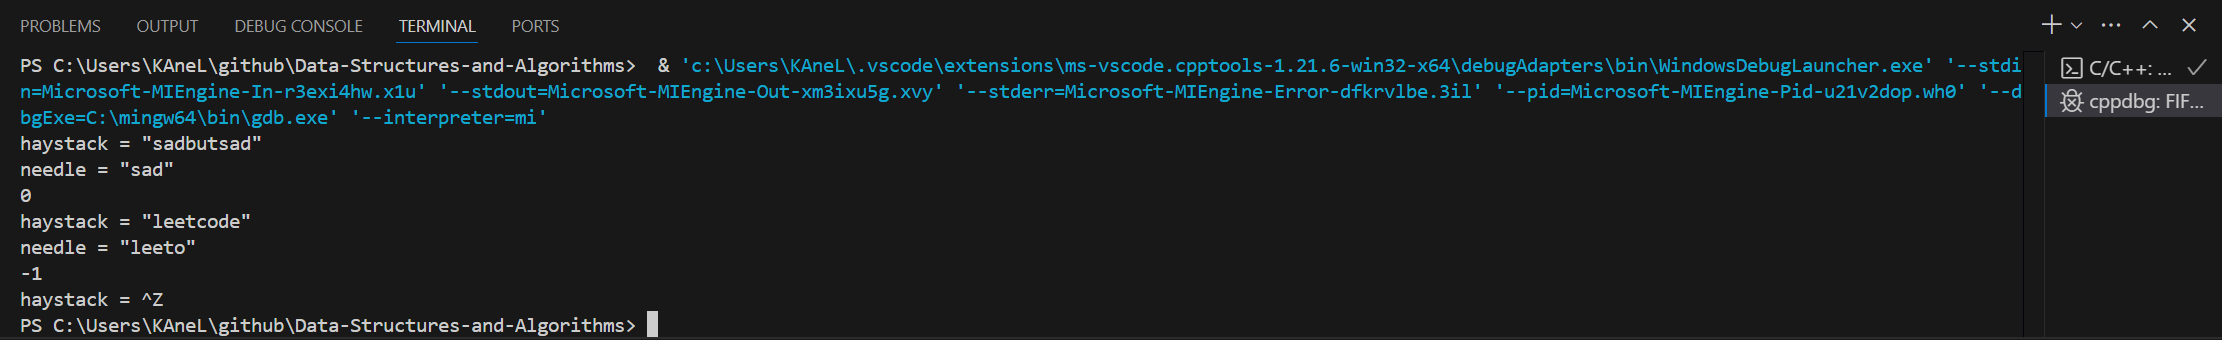 PROBLEMS OUTPUT DEBUG CONSOLE TERMINAL PORTS
PS C:\Users\KAneL\github\Data-Structures-and-Algorithms>  & 'c:\Users\KAneL\.vscode\extensions\ms-vscode.cpptools-1.21.6-win32-x64\debugAdapters\bin\WindowsDebugLauncher.exe' '--stdi
n=Microsoft-MIEngine-In-r3exi4hw.x1u' '--stdout=Microsoft-MIEngine-Out-xm3ixu5g.xvy' '--stderr=Microsoft-MIEngine-Error-dfkrvlbe.3il' '--pid=Microsoft-MIEngine-Pid-u21v2dop.wh0' '--d
bgExe=C:\mingw64\bin\gdb.exe' '--interpreter=mi'
haystack = "sadbutsad"
needle = "sad"
0
haystack = "leetcode"
needle = "leeto"
-1
haystack = ^Z
PS C:\Users\KAneL\github\Data-Structures-and-Algorithms>
C/C++: ...
cppdbg: FIF...